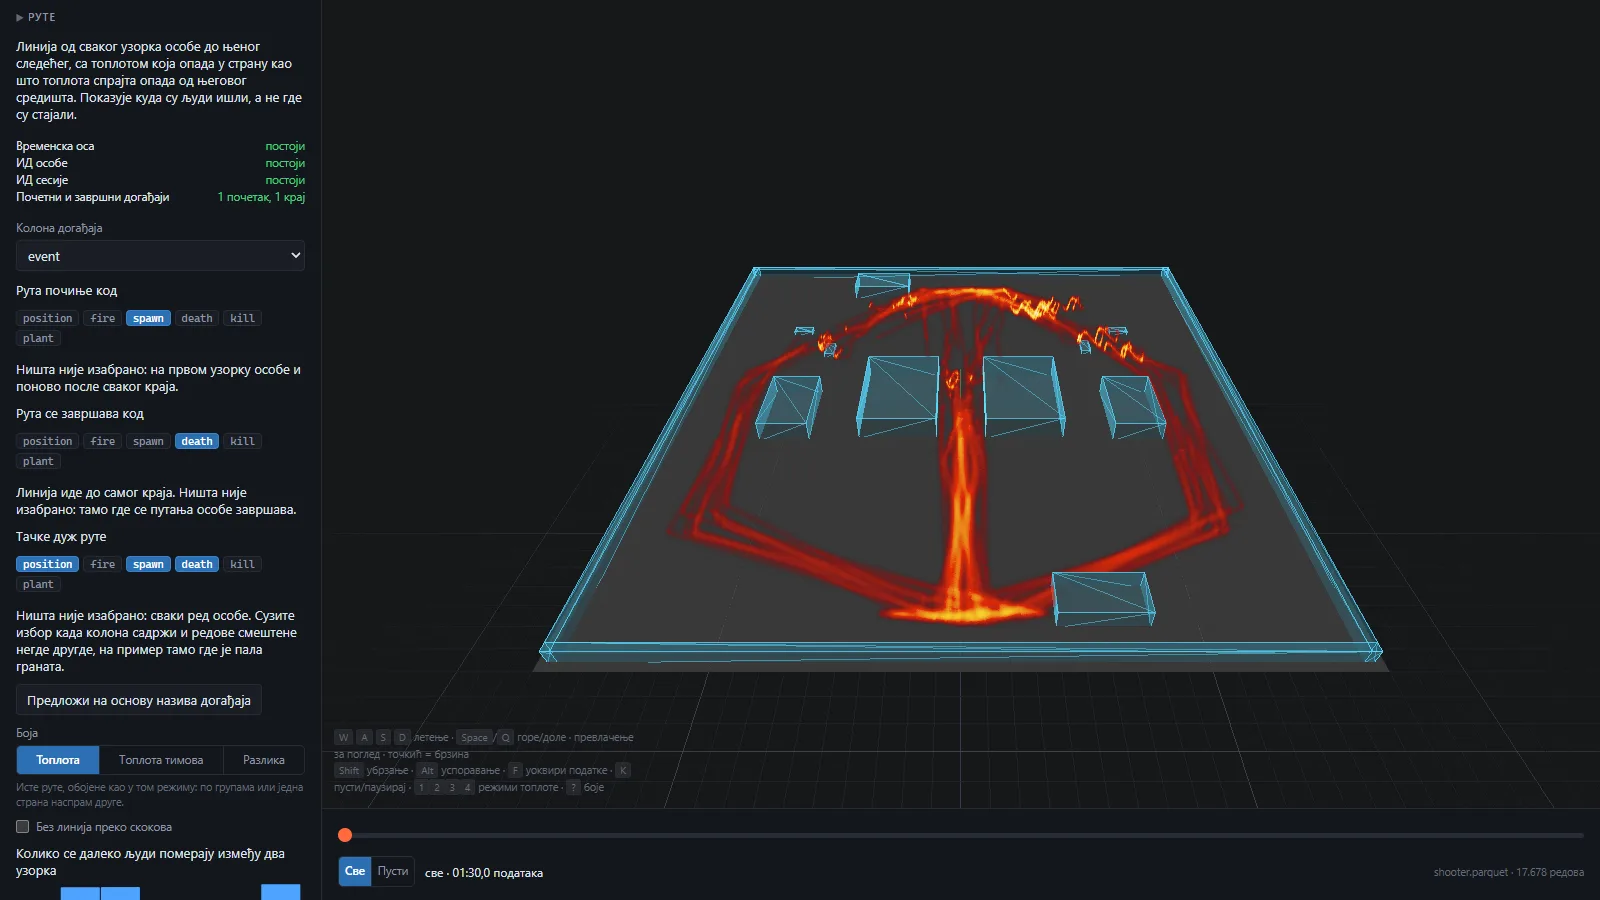 ▶ РУТЕ
Линија од сваког узорка особе до њеног
следећег, са топлотом која опада у страну као
што топлота спрајта опада од његовог
средишта. Показује куда су људи ишли, а не где
су стајали.
Временска оса постоји
ИД особе постоји
ИД сесије постоји
Почетни и завршни догађаји 1 почетак, 1 крај
Колона догађаја
event
Рута почиње код
position fire spawn death kill
plant
Ништа није изабрано: на првом узорку особе и
поново после сваког краја.
Рута се завршава код
position fire spawn death kill
plant
Линија иде до самог краја. Ништа није
изабрано: тамо где се путања особе завршава.
Тачке дуж руте
position fire spawn death kill
plant
Ништа није изабрано: сваки ред особе. Сузите
избор када колона садржи и редове смештене
негде другде, на пример тамо где је пала
граната.
Предложи на основу назива догађаја
Боја
Топлота Топлота тимова Разлика
Исте руте, обојене као у том режиму: по групама или једна
страна наспрам друге.
Без линија преко скокова
Колико се далеко људи померају између два
узорка
W A S D летење · Space / Q горе/доле · превлачење
за поглед · точкић = брзина
Shift убрзање · Alt успоравање · F уоквири податке · K
пусти/паузирај · 1 2 3 4 режими топлоте · ? боје
Све Пусти све · 01:30,0 података
shooter.parquet · 17.678 редова